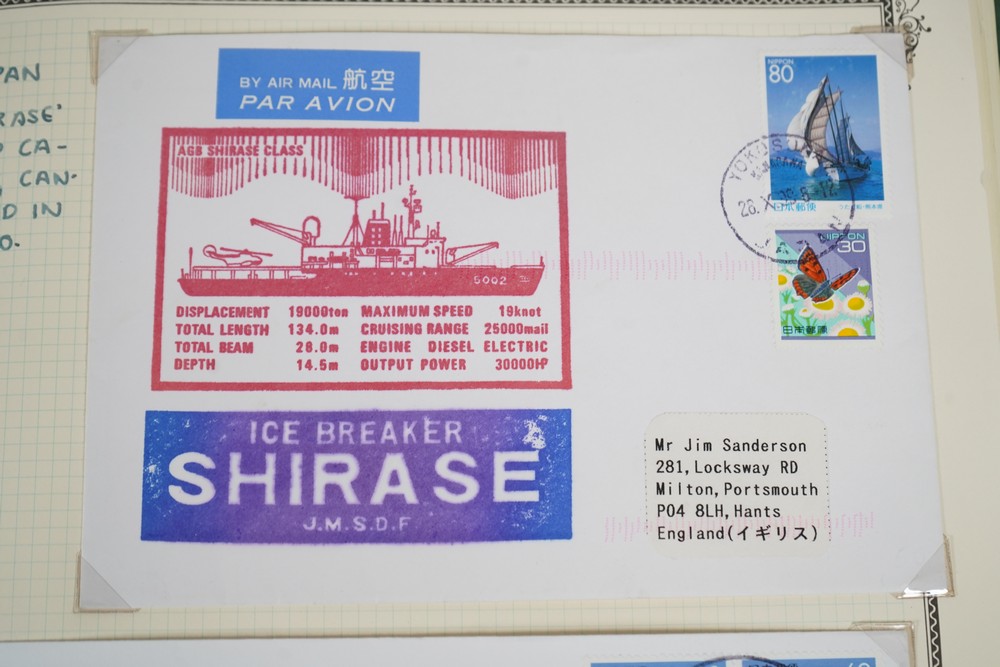 PAN
RASE'
CA-
CAN-
D IN
O.
BY AIR MAIL 航空
PAR AVION
AGB SHIRASE CLASS
5002
DISPLACEMENT 19000ton MAXIMUM SPEED 19knot
TOTAL LENGTH 134.0m CRUISING RANGE 25000mail
TOTAL BEAM 28.0m ENGINE DIESEL ELECTRIC
DEPTH 14.5m OUTPUT POWER 30000HP
ICE BREAKER
SHIRASE
J.M.S.D.F
NIPPON
80
日本郵便
NIPPON
30
日本郵便
Mr Jim Sanderson
281,Locksway RD
Milton,Portsmouth
PO4 8LH,Hants
England(イギリス)